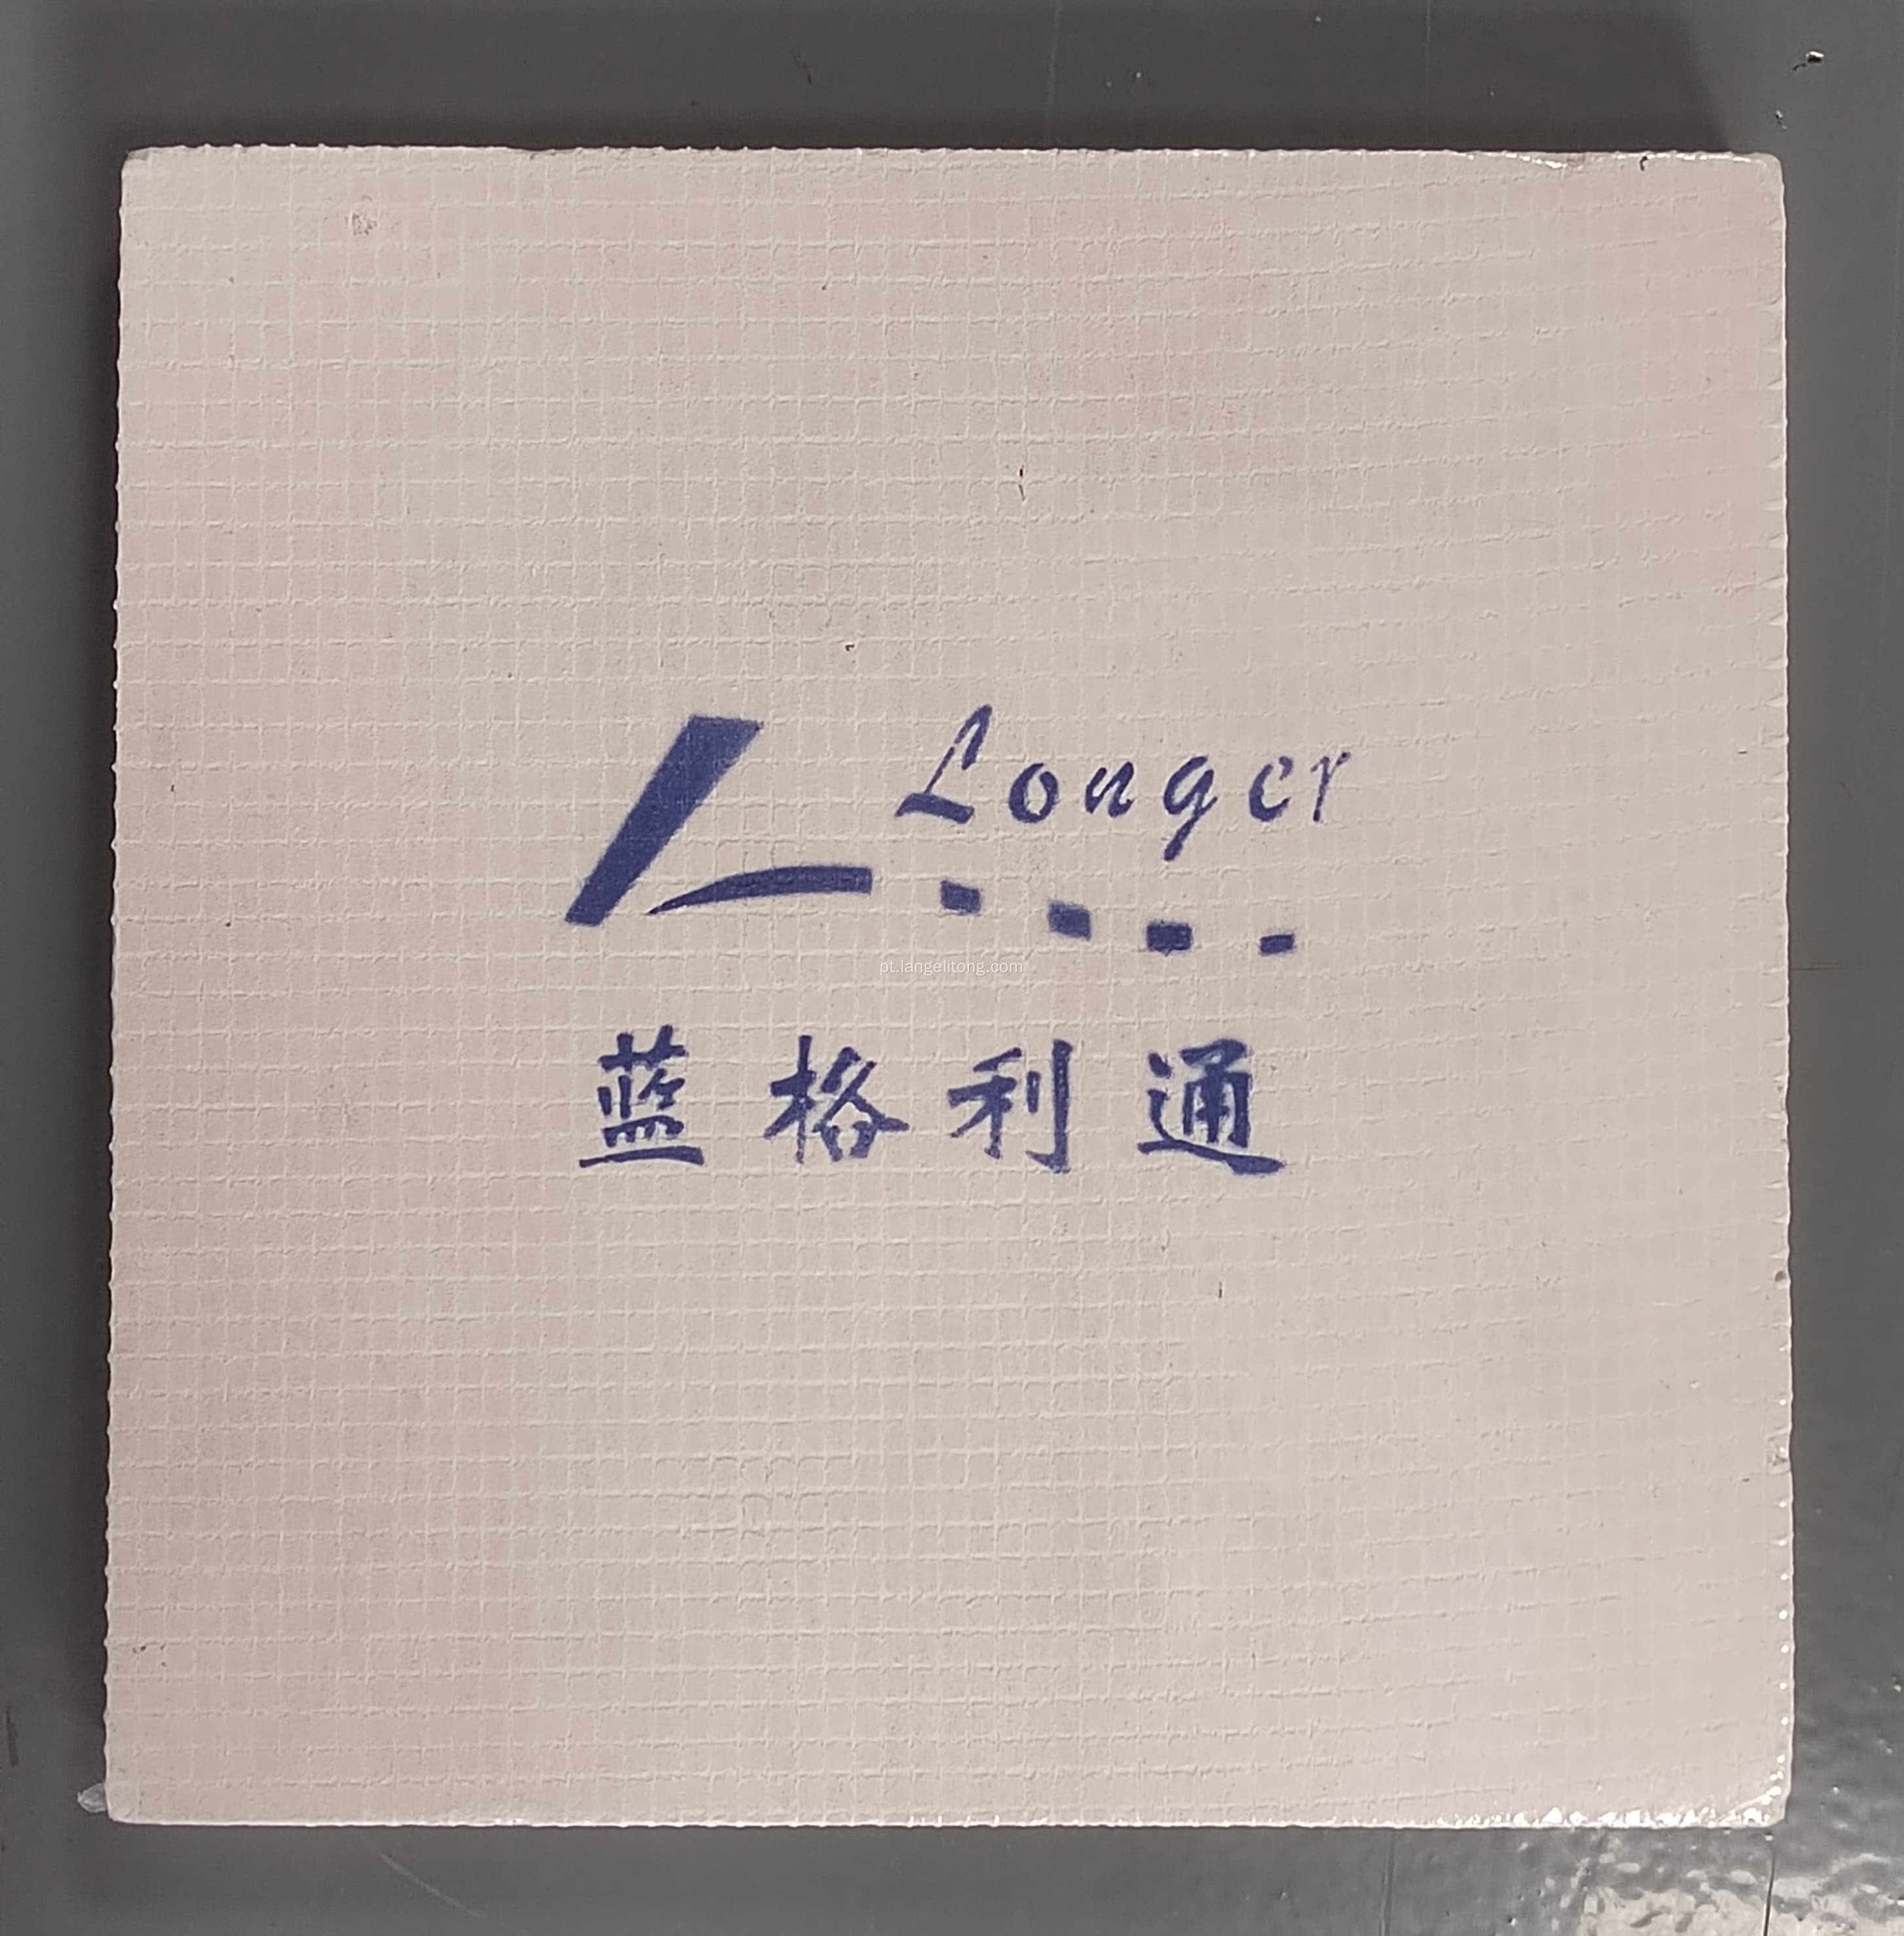 Longer
pt.langelitong.com
蓝格利通